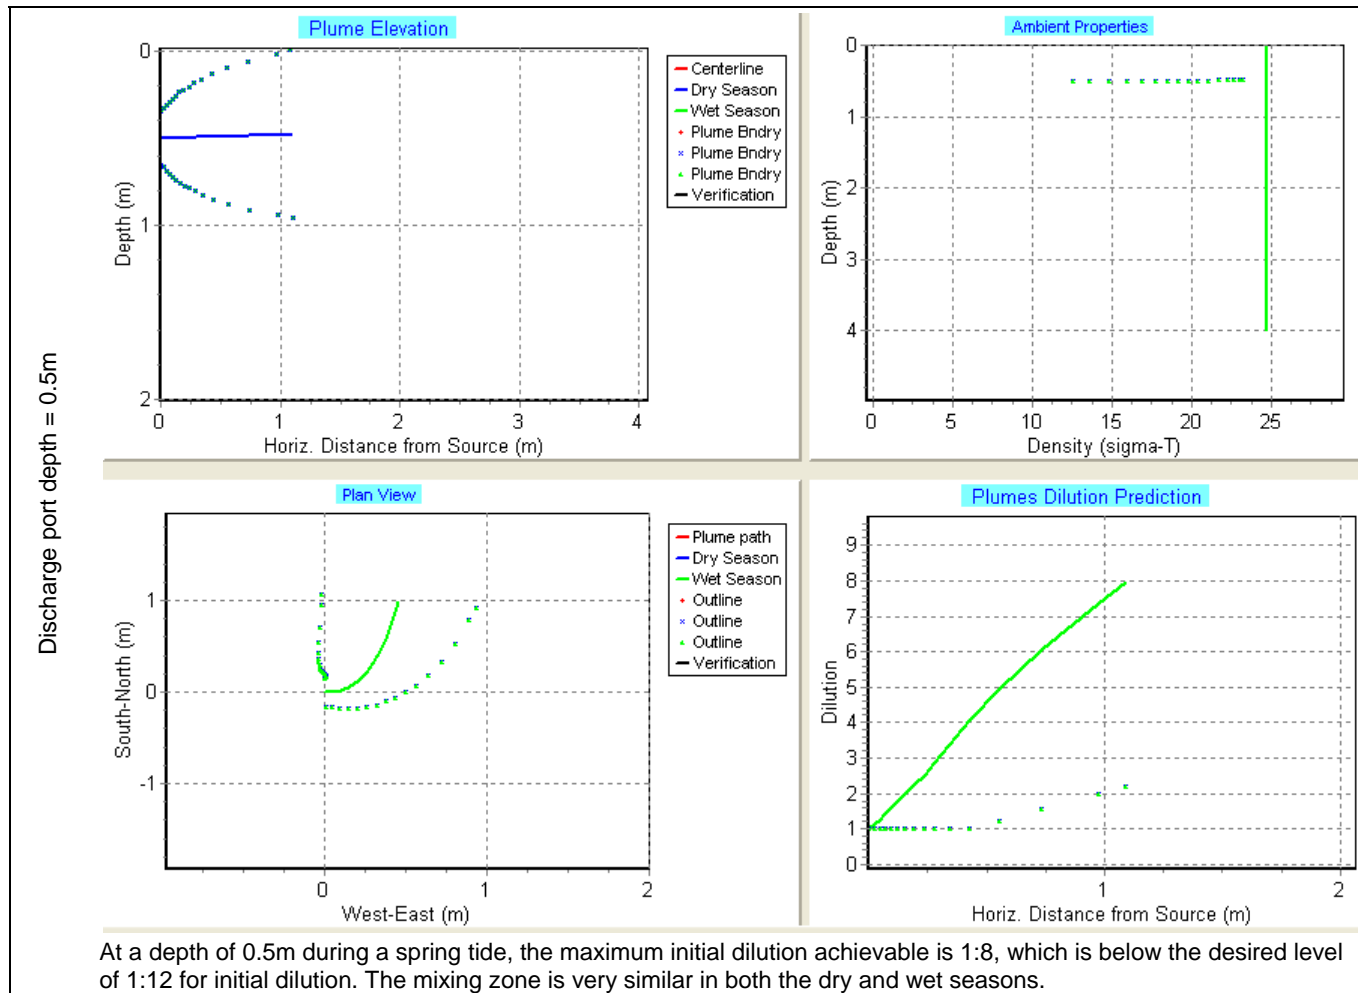 Discharge port depth = 0.5m
Plume Elevation
0
1
2
Depth (m)
0
1
2
3
4
Horiz. Distance from Source (m)
Centerline
Dry Season
Wet Season
Plume Bndry
Plume Bndry
Plume Bndry
Verification
Ambient Properties
0
1
2
3
4
Depth (m)
0
5
10
15
20
25
Density (sigma-T)
Plan View
1
0
-1
South-North (m)
0
1
2
West-East (m)
Plume path
Dry Season
Wet Season
Outline
Outline
Outline
Verification
Plumes Dilution Prediction
9
8
7
6
5
4
3
2
1
0
Dilution
1
2
Horiz. Distance from Source (m)
At a depth of 0.5m during a spring tide, the maximum initial dilution achievable is 1:8, which is below the desired level
of 1:12 for initial dilution. The mixing zone is very similar in both the dry and wet seasons.